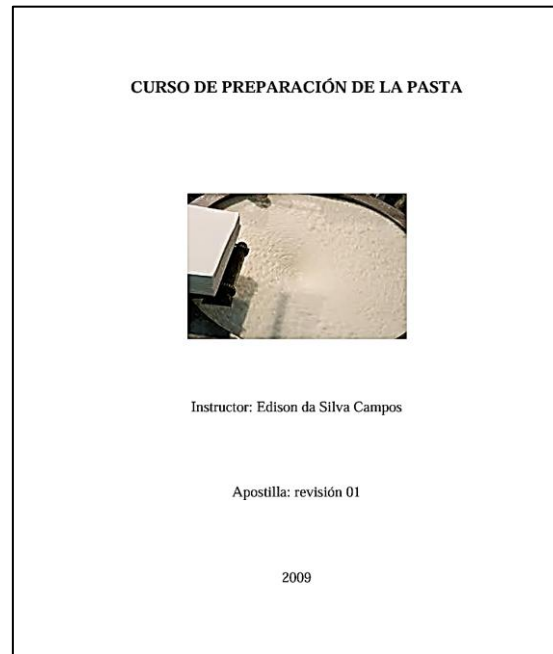 CURSO DE PREPARACIÓN DE LA PASTA
Instructor: Edison da Silva Campos
Apostilla: revisión 01
2009